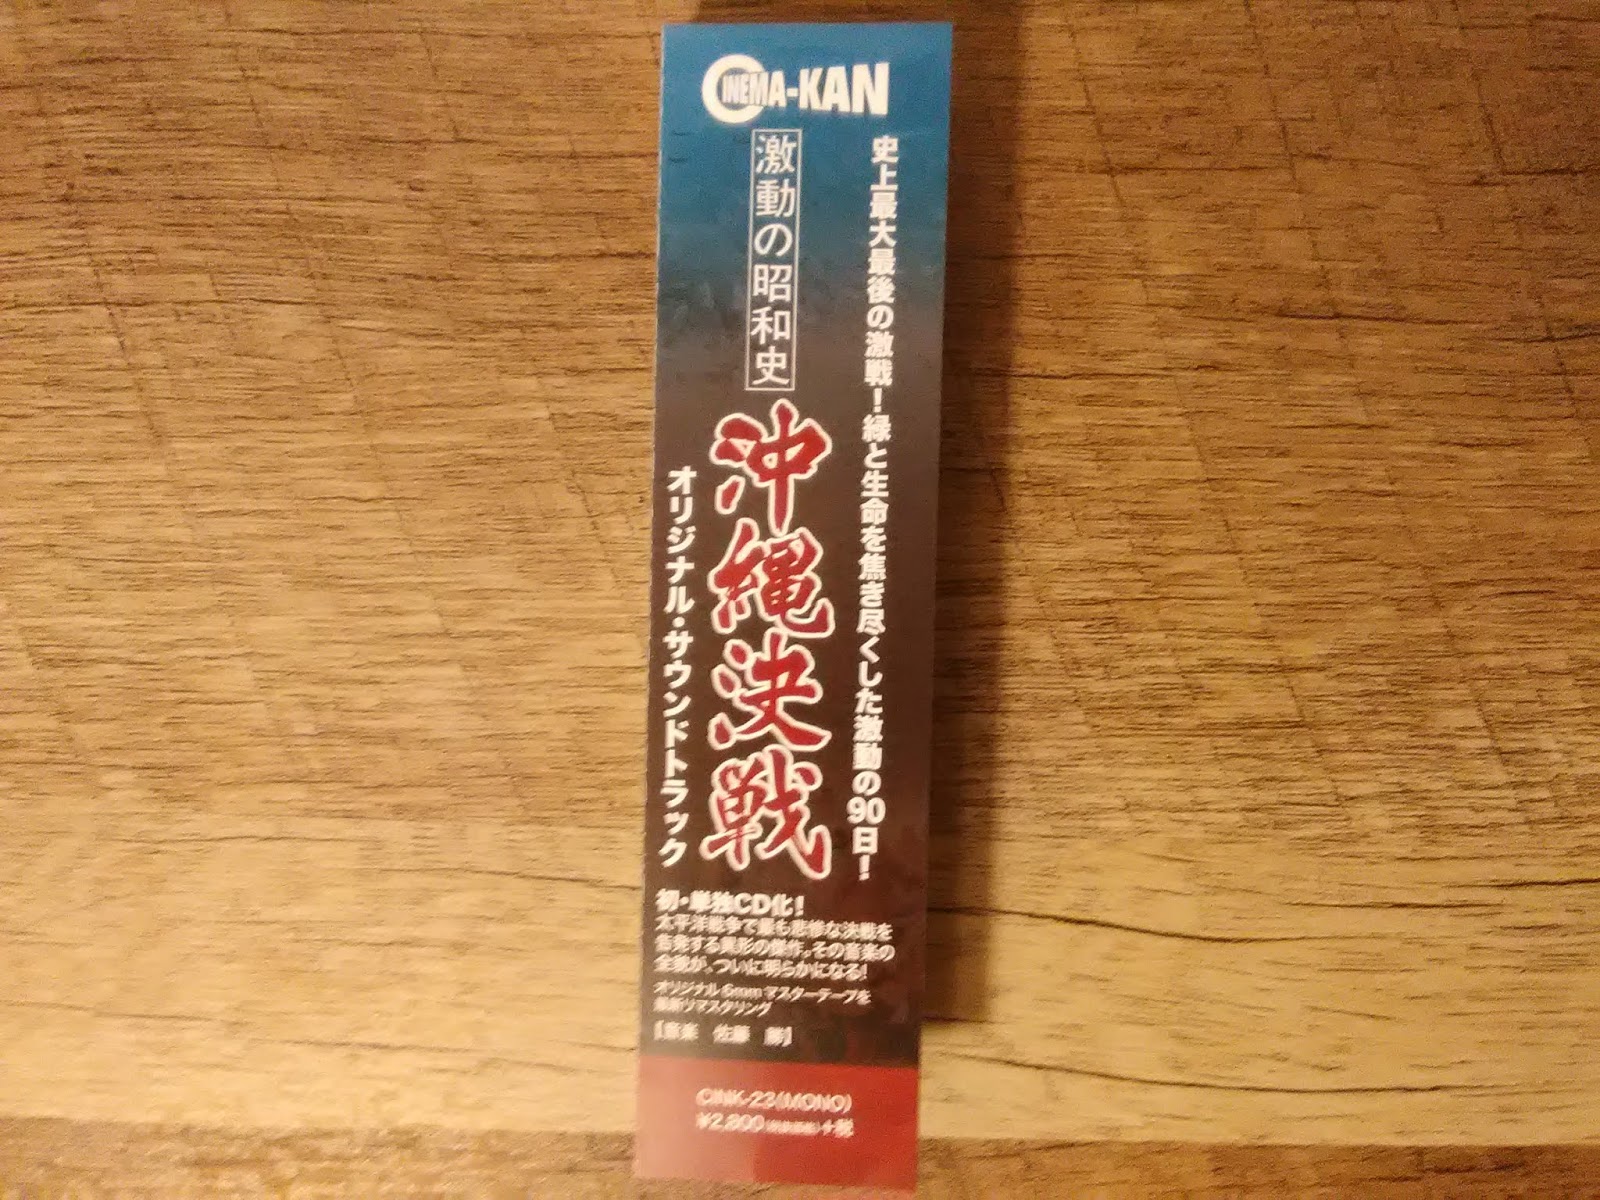 CINEMA-KAN
史上最大最後の激戦！緑と生命を焦き尽くした激動の90日！
激動の昭和史
沖縄決戦
オリジナル・サウンドトラック
初・単独CD化！
太平洋戦争で最も悲惨な決戦を
告発する異形の傑作。その音楽の
全貌が、ついに明らかになる！
オリジナル6mmマスターテープを
最新リマスタリング
【音楽　佐藤　勝】
CINK-23(MONO)
¥2,800(税抜価格)+税